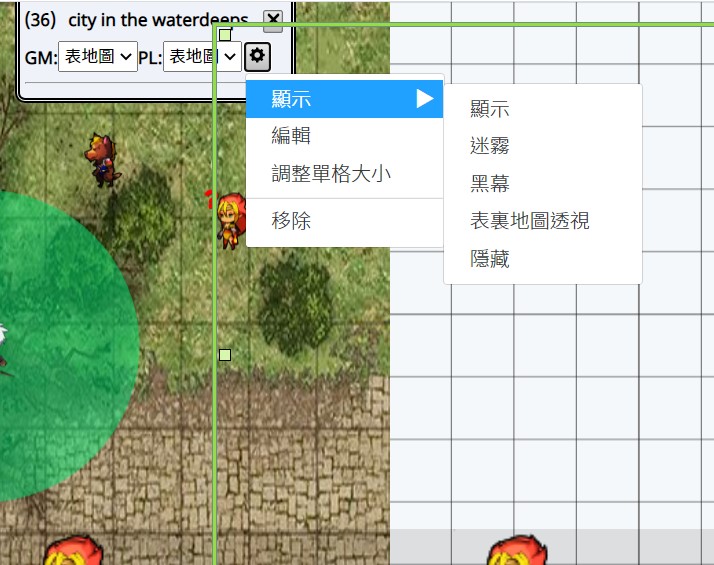 (36) city in the waterdeeps
GM: 表地圖 PL: 表地圖
顯示
編輯
調整單格大小
移除
顯示
迷霧
黑幕
表裏地圖透視
隱藏